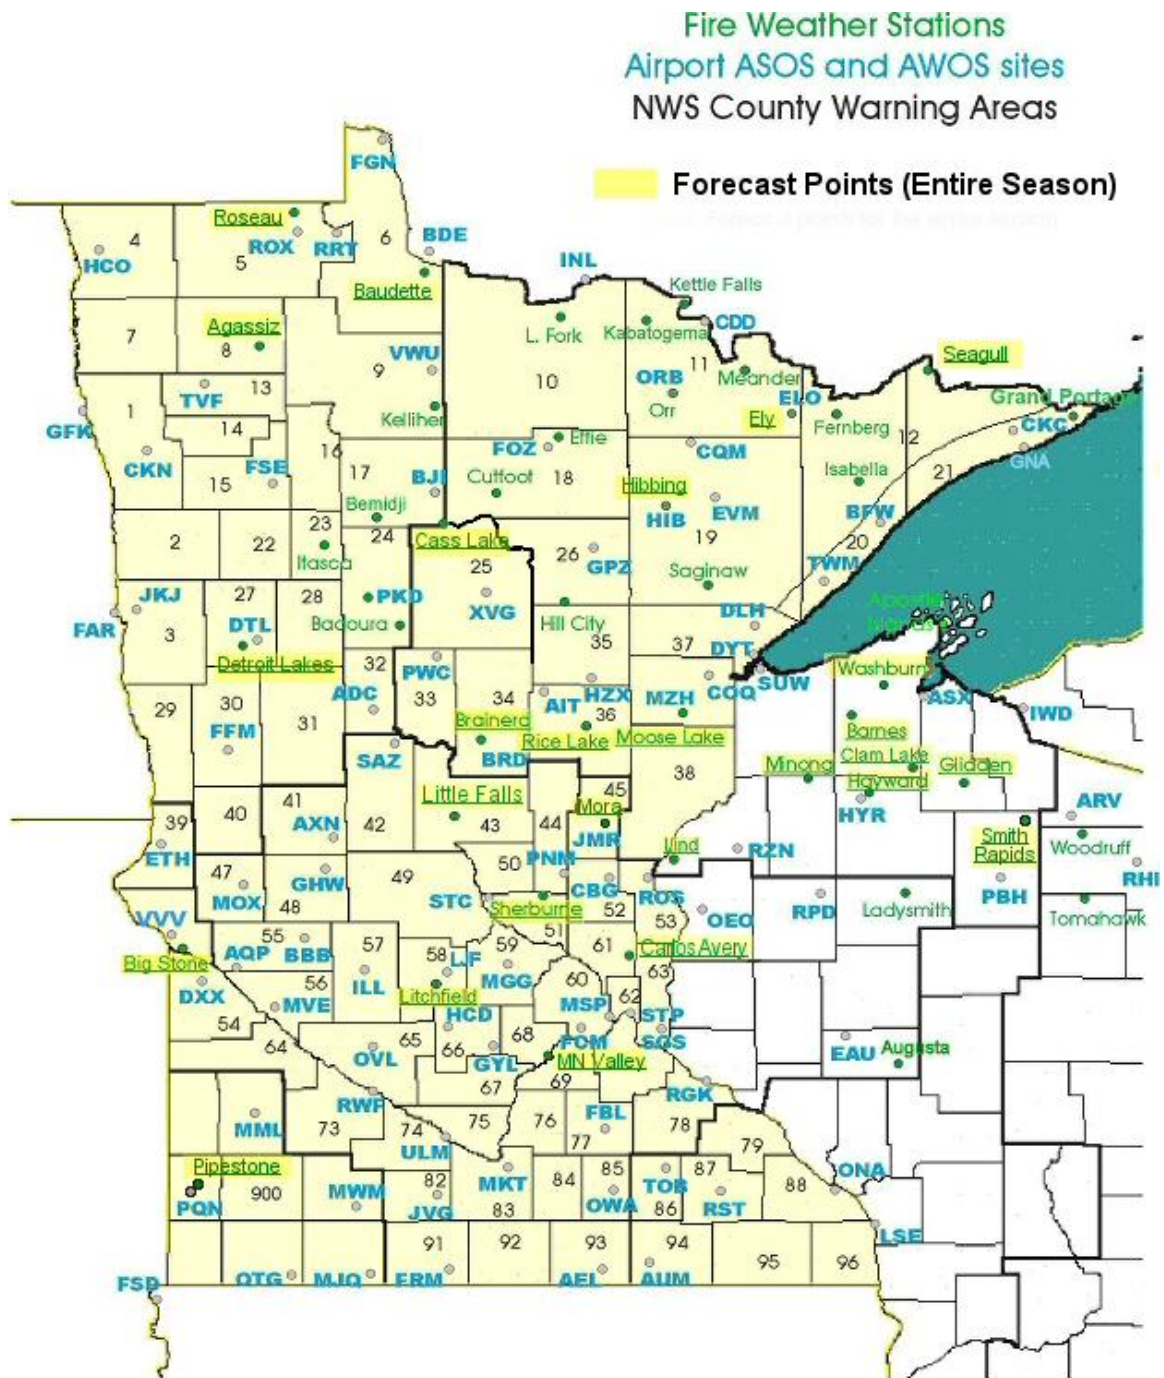 Fire Weather Stations
Airport ASOS and AWOS sites
NWS County Warning Areas
Forecast Points (Entire Season)
FGN
Roseau
ROX
RRT
6
BDE
4
HCO
5
INL
Baudette
Kettle Falls
7
Agassiz
8
L. Fork
Kabatogema
CDD
VWU
9
10
11
Seagull
TVF
13
ORB
Meander
1
Kelliher
Orr
Ely
ELO
Grand Portage
GFK
14
Effie
Fernberg
12
CKC
CKN
FSE
16
FOZ
CQM
GNA
15
17
BJI
Cutfoot
18
Isabella
21
Hibbing
Bemidji
HIB
EVM
BFW
2
22
23
24
Cass Lake
26
19
20
Itasca
25
GPZ
TWM
JKJ
27
28
PKD
XVG
Saginaw
FAR
3
DTL
Badoura
Hill City
DLH
Apostle
Islands
Detroit Lakes
32
PWC
35
37
DYT
Washburn
29
30
ADC
33
34
AIT
HZX
MZH
COQ
SUW
ASX
IWD
31
FFM
Brainerd
36
Rice Lake
Moose Lake
Barnes
SAZ
BRD
38
Minong
Clam Lake
Glidden
Hayward
40
41
Little Falls
45
HYR
ARV
39
AXN
42
43
44
Mora
Smith
Rapids
ETH
JMR
Lind
RZN
Woodruff
47
GHW
49
50
PNM
RHI
MOX
48
STC
CBG
ROS
RPD
PBH
VVV
Sherburne
52
53
OEO
Ladysmith
Tomahawk
55
57
51
AQP
BBB
58
LJF
59
61
Carlos Avery
Big Stone
56
ILL
MGG
60
63
DXX
MVE
Litchfield
MSP
62
54
HCD
STP
64
OVL
65
66
68
FCM
SGS
EAU
Augusta
GYL
MN Valley
67
69
RWF
RGK
MML
73
74
75
76
FBL
78
ULM
77
79
Pipestone
MWM
82
MKT
84
85
TOB
87
ONA
PQN
900
JVG
83
OWA
86
RST
88
91
92
93
94
95
96
LSE
FSD
OTG
MJQ
FRM
AEL
AUM